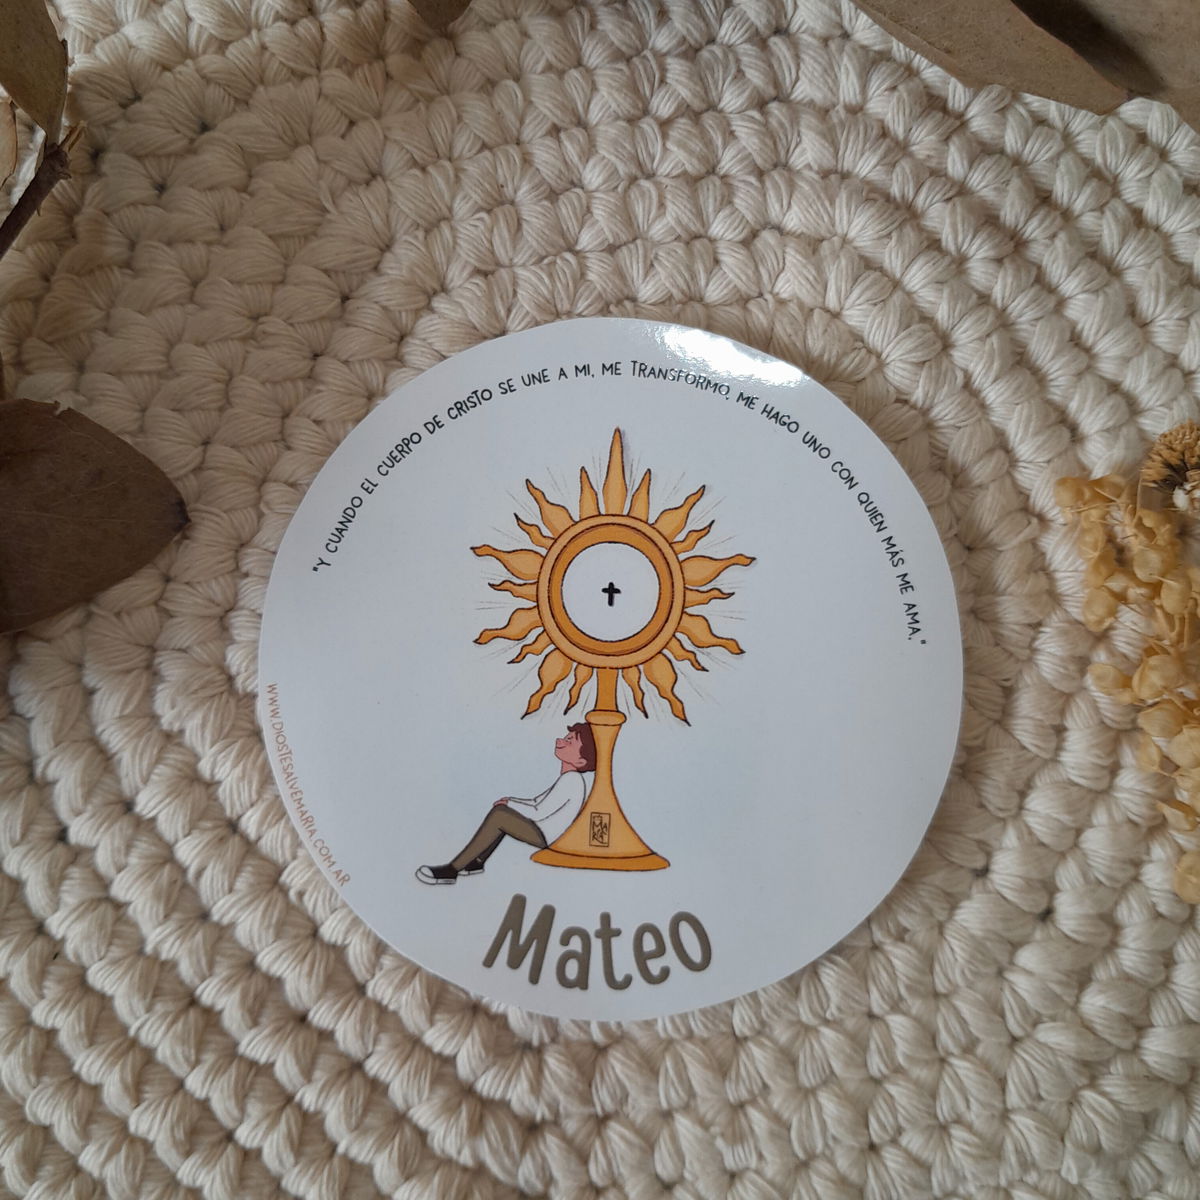 "Y CUANDO EL CUERPO DE CRISTO SE UNE A MI, ME TRANSFORMO, ME HAGO UNO CON QUIEN MÁS ME AMA."
WWW.DIOSTESALVEMARIA.COM.AR
Mateo